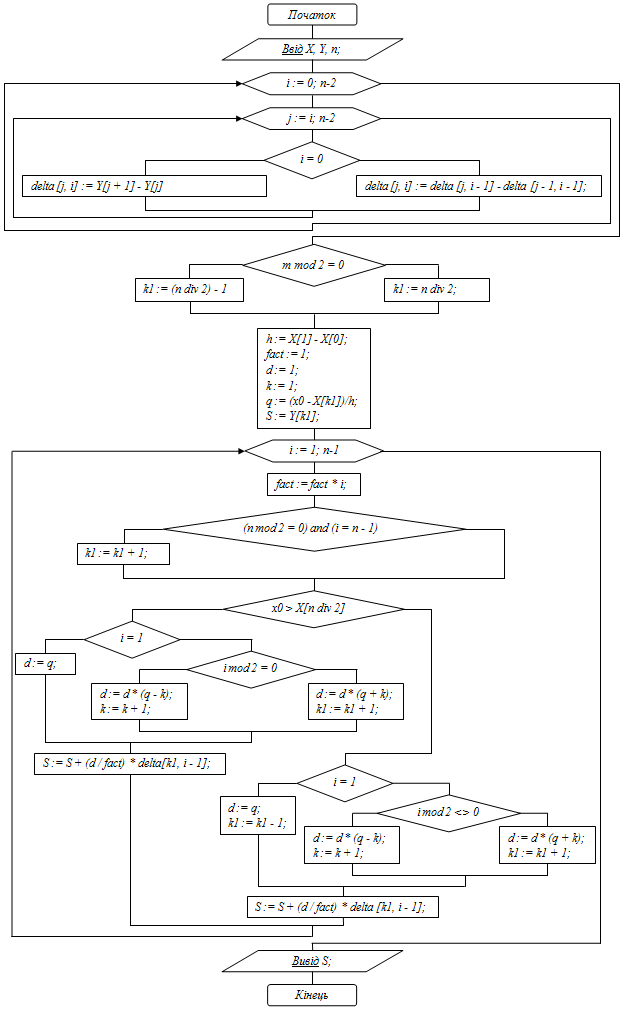 Початок
Ввід X, Y, n;
i := 0; n-2
j := i; n-2
i = 0
delta [j, i] := Y[j + 1] - Y[j]
delta [j, i] := delta [j, i - 1] - delta [j - 1, i - 1];
m mod 2 = 0
k1 := (n div 2) - 1
k1 := n div 2;
h := X[1] - X[0];
fact := 1;
d := 1;
k := 1;
q := (x0 - X[k1])/h;
S := Y[k1];
i := 1; n-1
fact := fact * i;
(n mod 2 = 0) and (i = n - 1)
k1 := k1 + 1;
x0 > X[n div 2]
i = 1
d := q;
i mod 2 = 0
d := d * (q - k);
k := k + 1;
d := d * (q + k);
k1 := k1 + 1;
S := S + (d / fact) * delta[k1, i - 1];
i = 1
d := q;
k1 := k1 - 1;
i mod 2 <> 0
d := d * (q - k);
k := k + 1;
d := d * (q + k);
k1 := k1 + 1;
S := S + (d / fact) * delta [k1, i - 1];
Вивід S;
Кінець